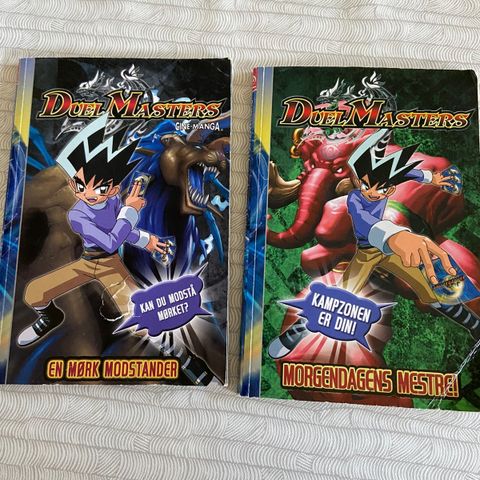 DUEL MASTERS
CINE-MANGA
KAN DU MODSTÅ
MØRKET?
EN MØRK MODSTANDER
DUEL MASTERS
KAMPZONEN
ER DIN!
MORGENDAGENS MESTRE!